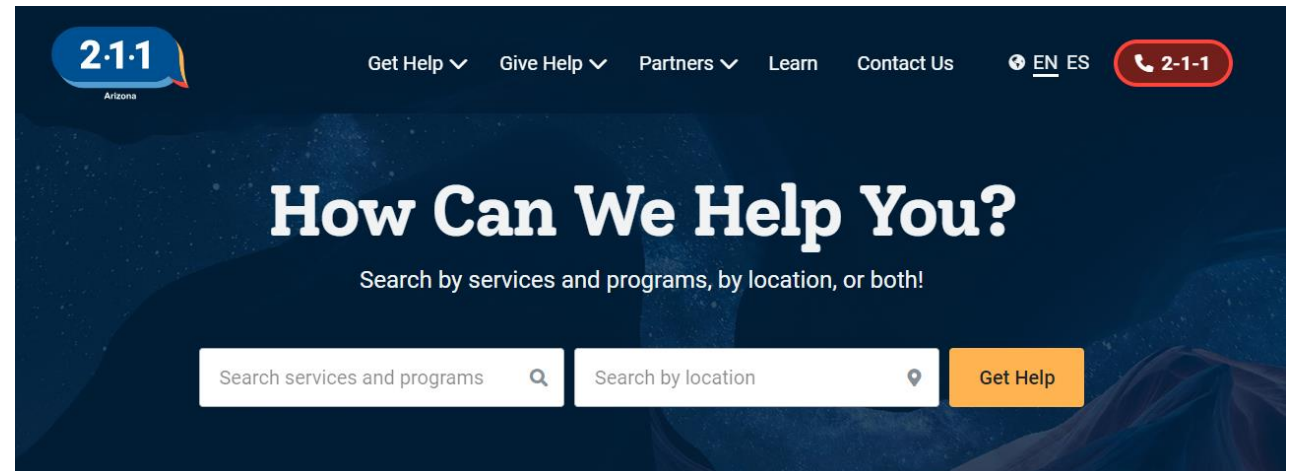 2·1·1
Arizona
Get Help Give Help Partners Learn Contact Us EN ES 2-1-1
How Can We Help You?
Search by services and programs, by location, or both!
Search services and programs Search by location Get Help